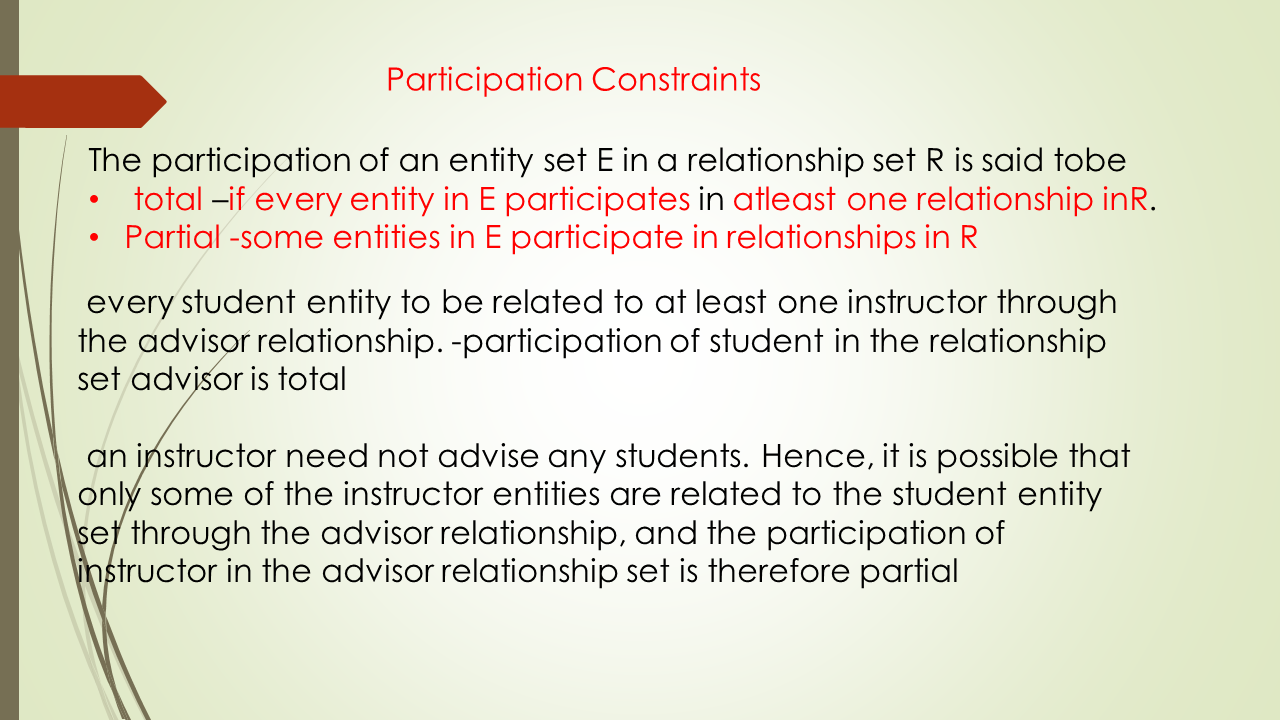 Participation Constraints
The participation of an entity set E in a relationship set R is said tobe
• total –if every entity in E participates in atleast one relationship inR.
• Partial -some entities in E participate in relationships in R
every student entity to be related to at least one instructor through
the advisor relationship. -participation of student in the relationship
set advisor is total
an instructor need not advise any students. Hence, it is possible that
only some of the instructor entities are related to the student entity
set through the advisor relationship, and the participation of
instructor in the advisor relationship set is therefore partial